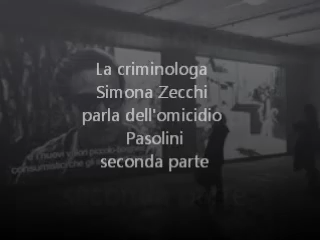 La criminologa
Simona Zecchi
parla dell'omicidio
Pasolini
seconda parte